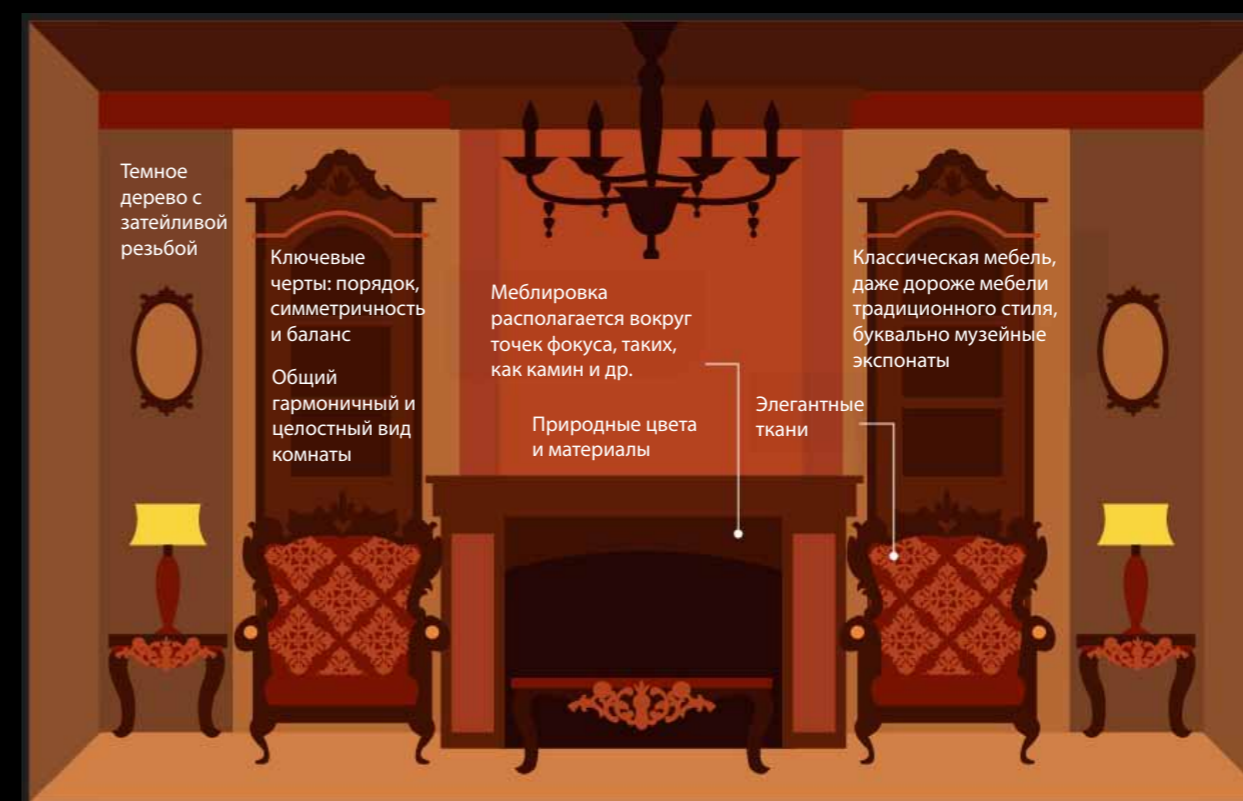 Темное
дерево с
затейливой
резьбой
Ключевые
черты: порядок,
симметричность
и баланс
Общий
гармоничный и
целостный вид
комнаты
Меблировка
располагается вокруг
точек фокуса, таких,
как камин и др.
Природные цвета
и материалы
Элегантные
ткани
Классическая мебель,
даже дороже мебели
традиционного стиля,
буквально музейные
экспонаты